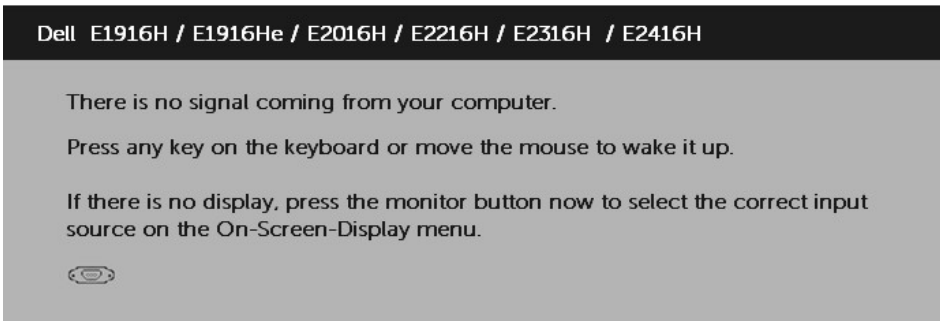 Dell E1916H / E1916He / E2016H / E2216H / E2316H / E2416H
There is no signal coming from your computer.
Press any key on the keyboard or move the mouse to wake it up.
If there is no display, press the monitor button now to select the correct input
source on the On-Screen-Display menu.